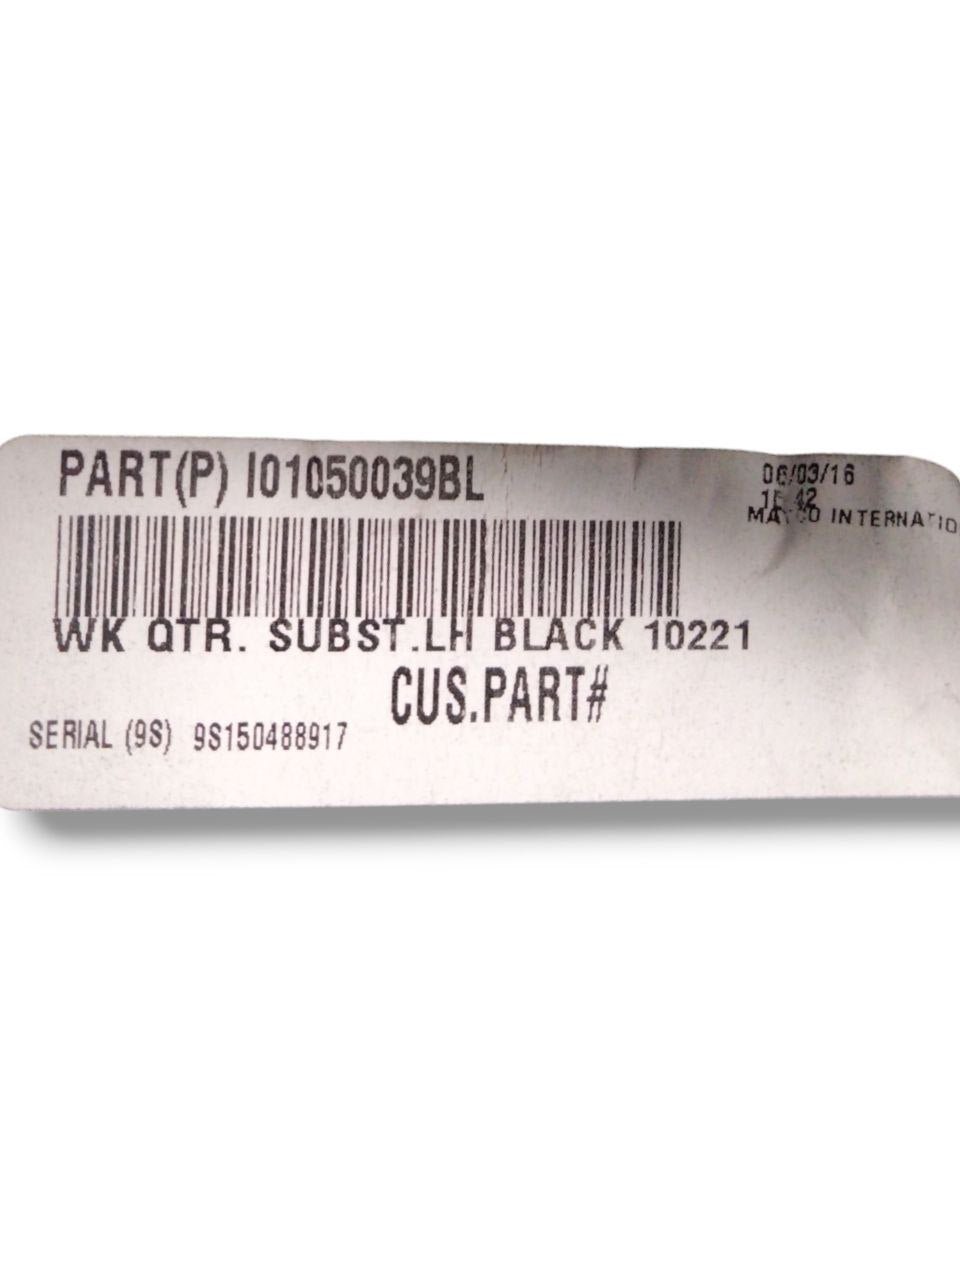 PART(P) I01050039BL
06/03/16
WK QTR. SUBST.LH BLACK 10221
CUS.PART#
SERIAL (9S) 9S150488917